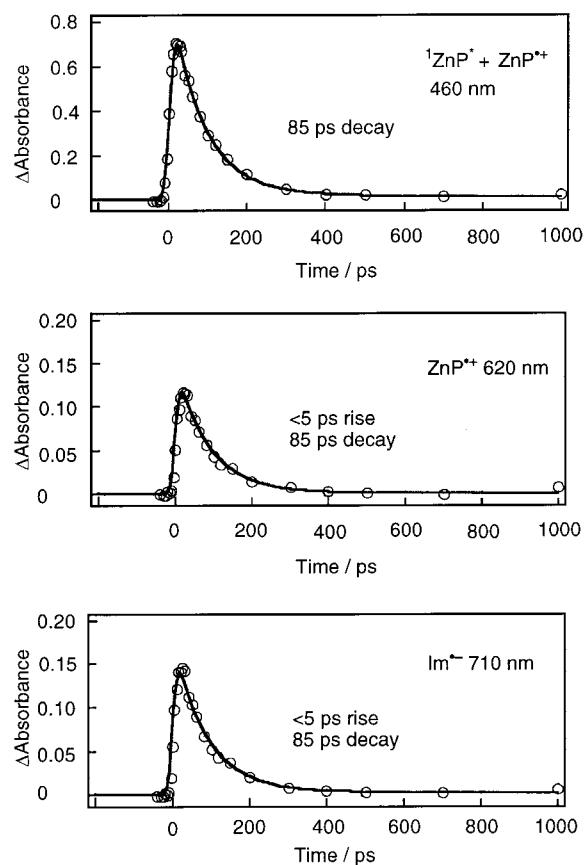 0.8
0.6
0.4
0.2
0
ΔAbsorbance
¹ZnP* + ZnP•+
460 nm
85 ps decay
0 200 400 600 800 1000
Time / ps
0.20
0.15
0.10
0.05
0
ΔAbsorbance
ZnP•+ 620 nm
<5 ps rise
85 ps decay
0 200 400 600 800 1000
Time / ps
0.20
0.15
0.10
0.05
0
ΔAbsorbance
Im•– 710 nm
<5 ps rise
85 ps decay
0 200 400 600 800 1000
Time / ps